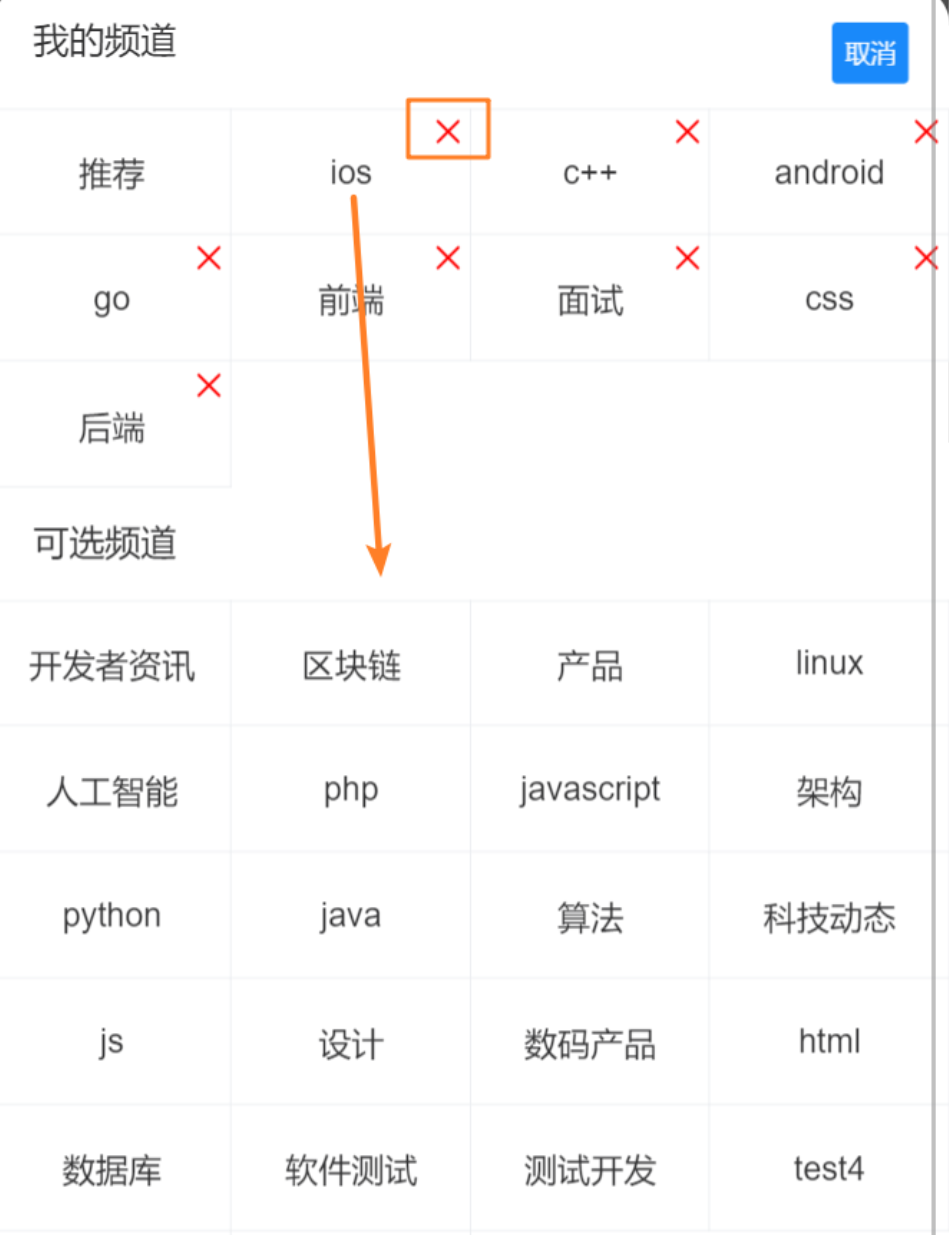 我的频道
取消
推荐 ios c++ android
go 前端 面试 css
后端
可选频道
开发者资讯 区块链 产品 linux
人工智能 php javascript 架构
python java 算法 科技动态
js 设计 数码产品 html
数据库 软件测试 测试开发 test4